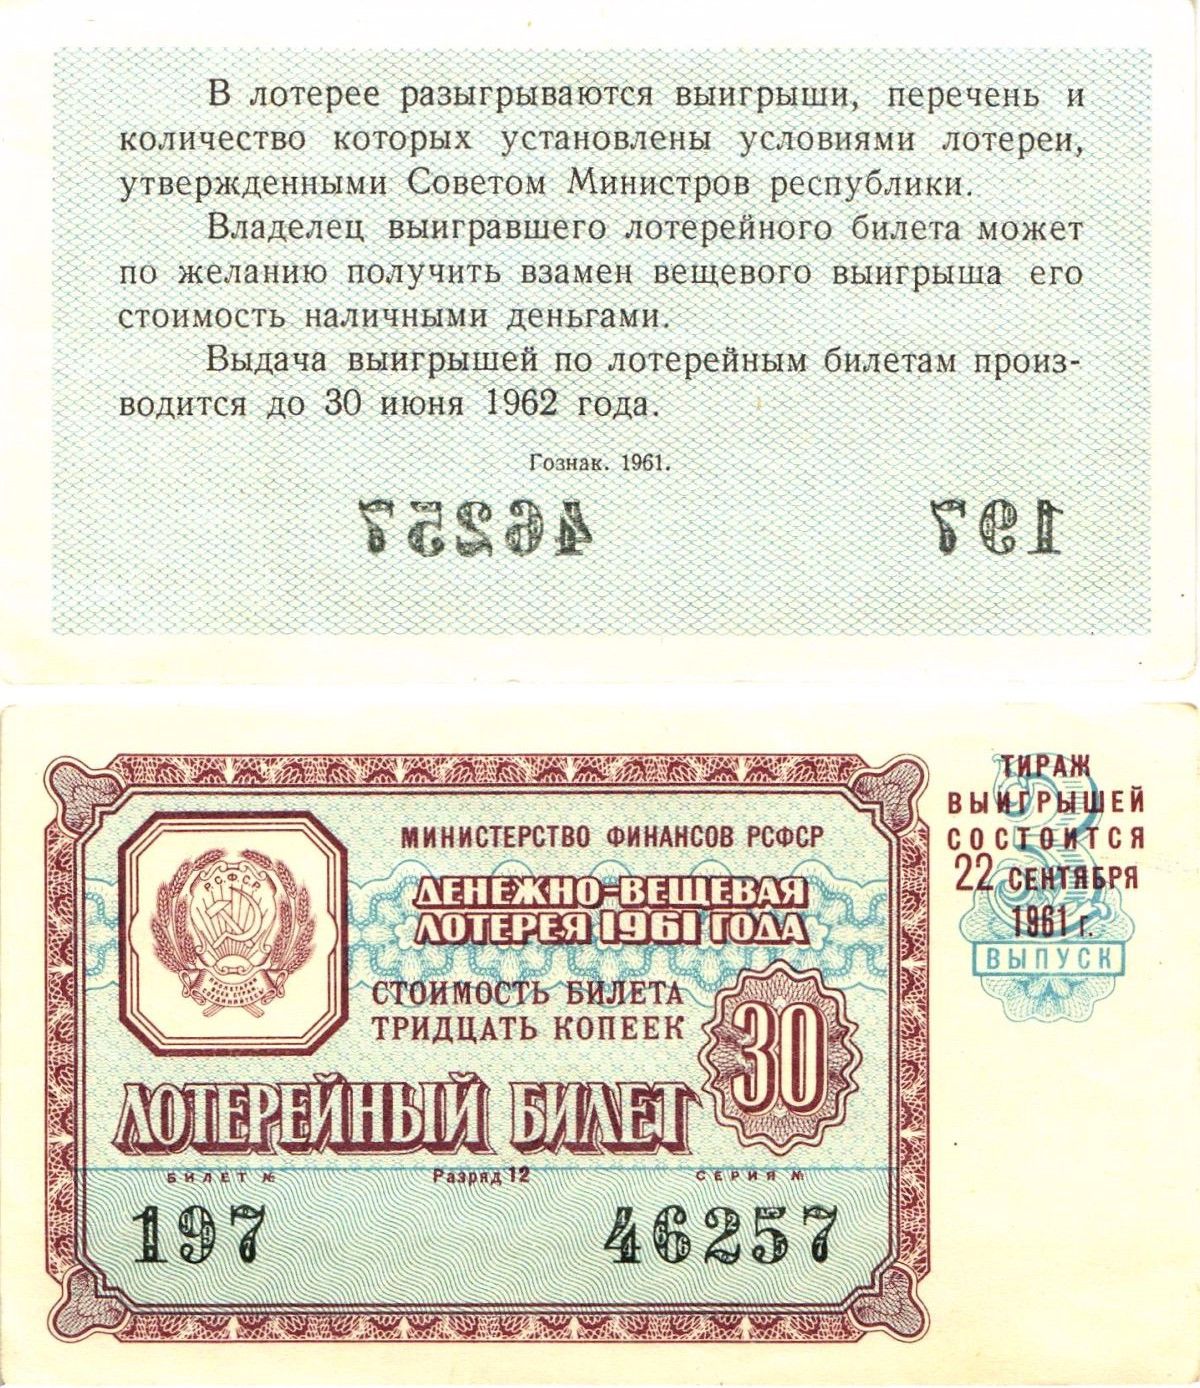 В лотерее разыгрываются выигрыши, перечень и
количество которых установлены условиями лотереи,
утвержденными Советом Министров республики.
Владелец выигравшего лотерейного билета может
по желанию получить взамен вещевого выигрыша его
стоимость наличными деньгами.
Выдача выигрышей по лотерейным билетам произ-
водится до 30 июня 1962 года.
Гознак. 1961.
46257
197
МИНИСТЕРСТВО ФИНАНСОВ РСФСР
ДЕНЕЖНО-ВЕЩЕВАЯ
ЛОТЕРЕЯ 1961 ГОДА
РСФСР
СТОИМОСТЬ БИЛЕТА
ТРИДЦАТЬ КОПЕЕК
30
ЛОТЕРЕЙНЫЙ БИЛЕТ
БИЛЕТ № Разряд 12 СЕРИЯ №
197 46257
ТИРАЖ
ВЫИГРЫШЕЙ
СОСТОИТСЯ
22 СЕНТЯБРЯ
1961 г.
3
ВЫПУСК